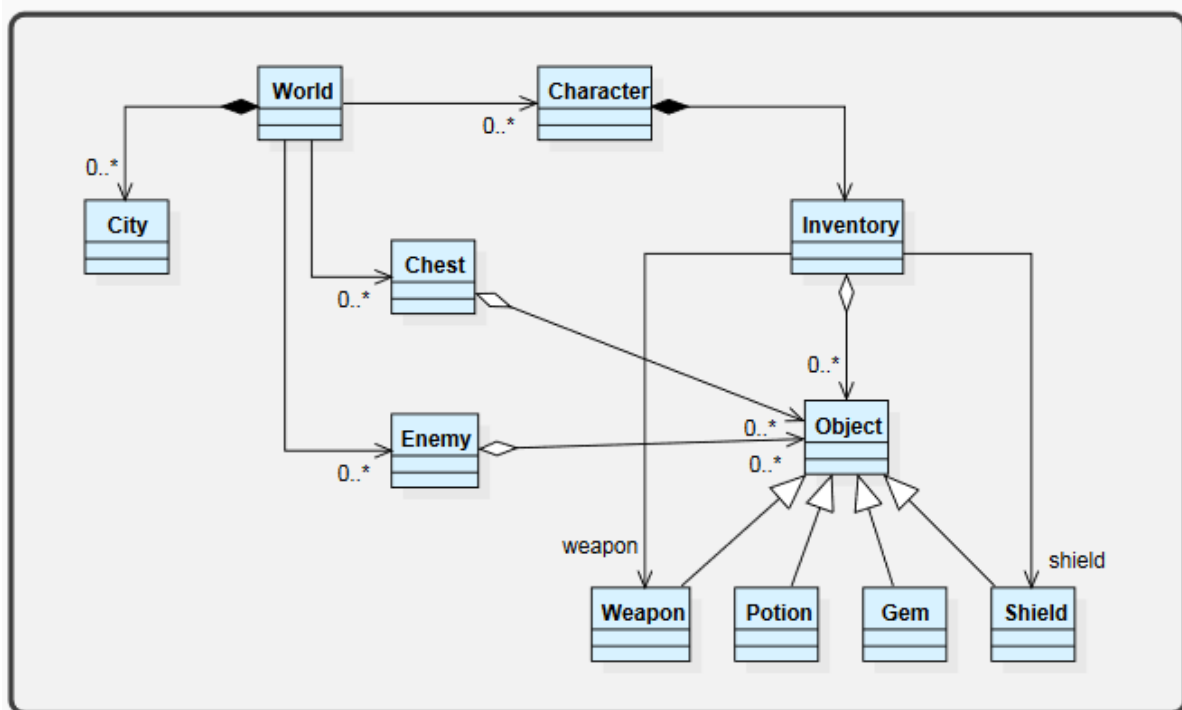 World
Character
0..*
0..*
City
Inventory
Chest
0..*
0..*
Object
Enemy
0..*
0..*
0..*
weapon
shield
Weapon
Potion
Gem
Shield